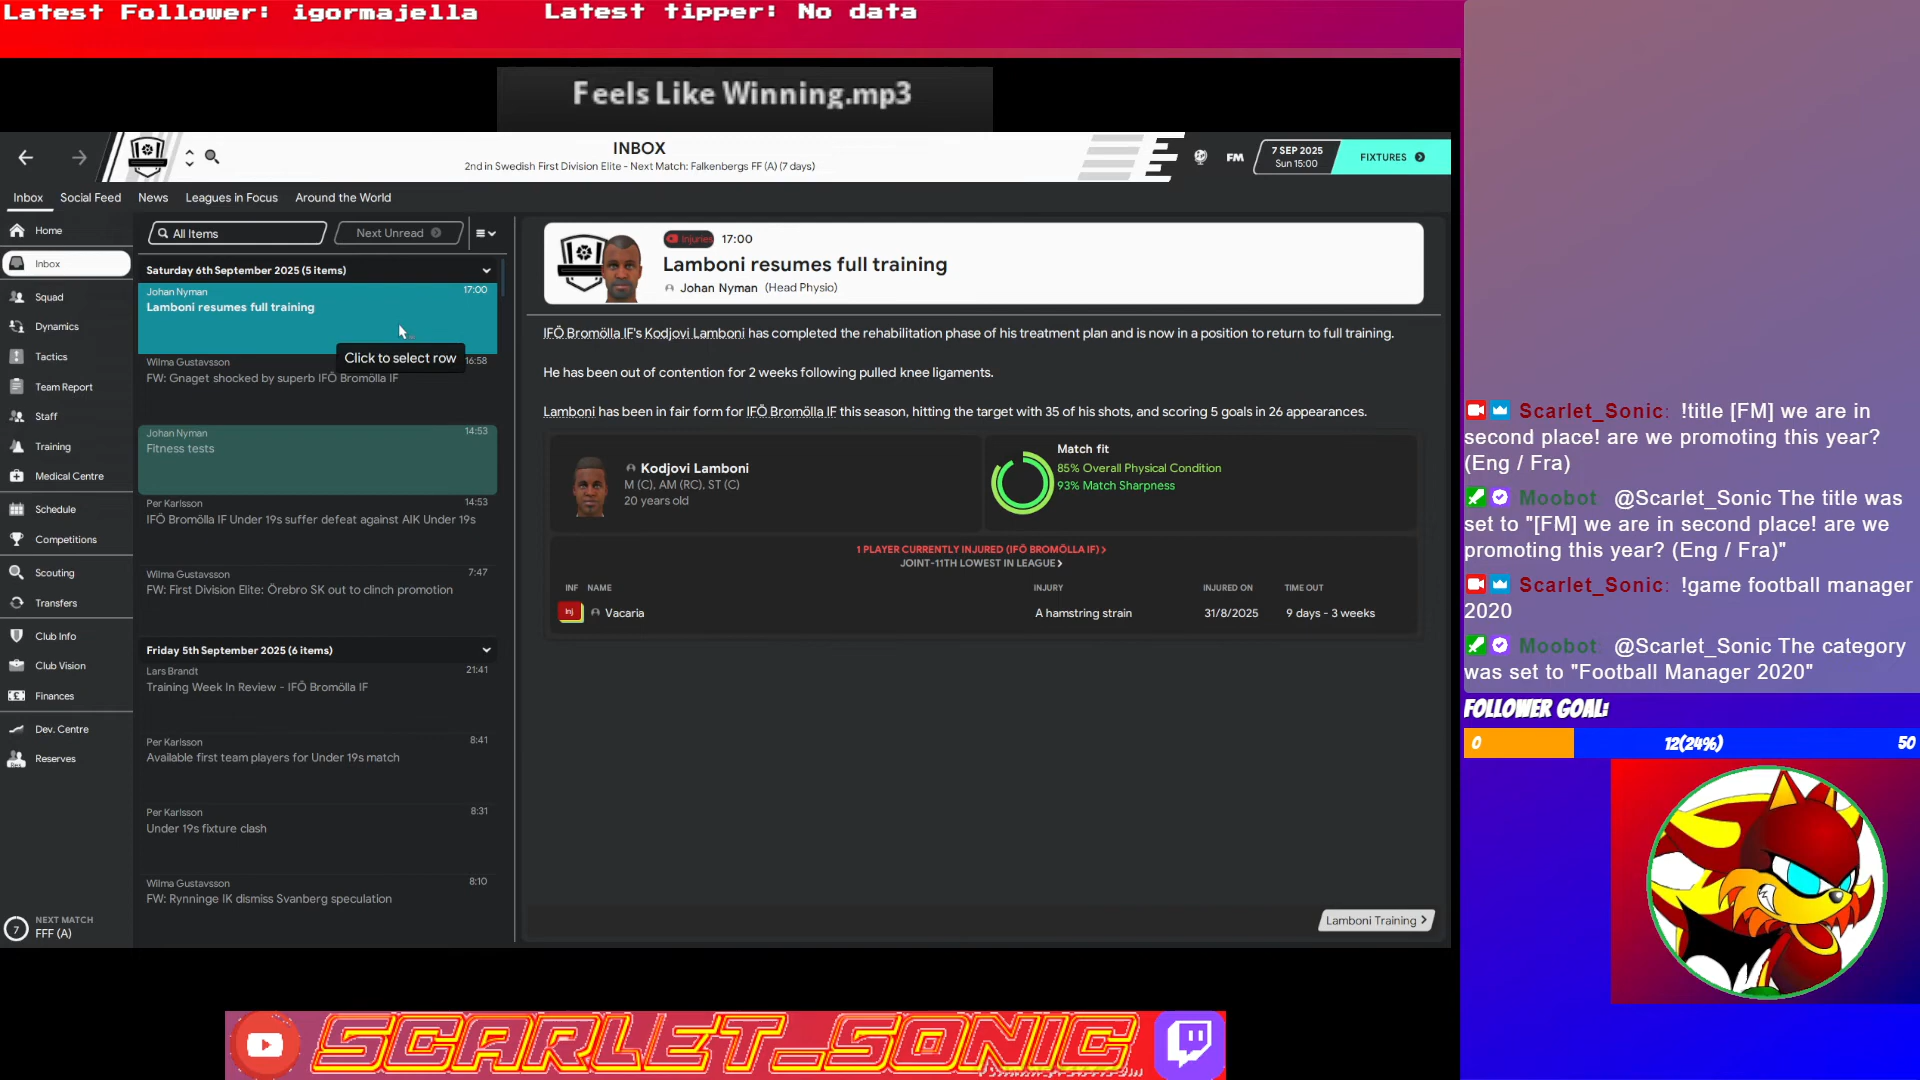 Latest Follower: igormajella
Latest tipper: No data
Feels Like Winning.mp3
INBOX
2nd in Swedish First Division Elite - Next Match: Falkenbergs FF (A) (7 days)
FM
7 SEP 2025
Sun 15:00
FIXTURES
Inbox
Social Feed
News
Leagues in Focus
Around the World
Home
Inbox
Squad
Dynamics
Tactics
Team Report
Staff
Training
Medical Centre
Schedule
Competitions
Scouting
Transfers
Club Info
Club Vision
Finances
Dev. Centre
Reserves
NEXT MATCH
7
FFF (A)
All Items
Next Unread
Saturday 6th September 2025 (5 items)
Johan Nyman 17:00
Lamboni resumes full training
Click to select row
Wilma Gustavsson 16:58
FW: Gnaget shocked by superb IFÖ Bromölla IF
Johan Nyman 14:53
Fitness tests
Per Karlsson 14:53
IFÖ Bromölla IF Under 19s suffer defeat against AIK Under 19s
Wilma Gustavsson 7:47
FW: First Division Elite: Örebro SK out to clinch promotion
Friday 5th September 2025 (6 items)
Lars Brandt 21:41
Training Week In Review - IFÖ Bromölla IF
Per Karlsson 8:41
Available first team players for Under 19s match
Per Karlsson 8:31
Under 19s fixture clash
Wilma Gustavsson 8:10
FW: Rynninge IK dismiss Svanberg speculation
Injuries 17:00
Lamboni resumes full training
Johan Nyman (Head Physio)
IFÖ Bromölla IF's Kodjovi Lamboni has completed the rehabilitation phase of his treatment plan and is now in a position to return to full training.
He has been out of contention for 2 weeks following pulled knee ligaments.
Lamboni has been in fair form for IFÖ Bromölla IF this season, hitting the target with 35 of his shots, and scoring 5 goals in 26 appearances.
Kodjovi Lamboni
M (C), AM (RC), ST (C)
20 years old
Match fit
85% Overall Physical Condition
93% Match Sharpness
1 PLAYER CURRENTLY INJURED (IFÖ BROMÖLLA IF)
JOINT-11TH LOWEST IN LEAGUE
INF NAME INJURY INJURED ON TIME OUT
Inj Vacaria A hamstring strain 31/8/2025 9 days - 3 weeks
Lamboni Training
Scarlet_Sonic: !title [FM] we are in
second place! are we promoting this year?
(Eng / Fra)
Moobot: @Scarlet_Sonic The title was
set to "[FM] we are in second place! are we
promoting this year? (Eng / Fra)"
Scarlet_Sonic: !game football manager
2020
Moobot: @Scarlet_Sonic The category
was set to "Football Manager 2020"
FOLLOWER GOAL:
0 12(24%) 50
SCARLET_SONIC